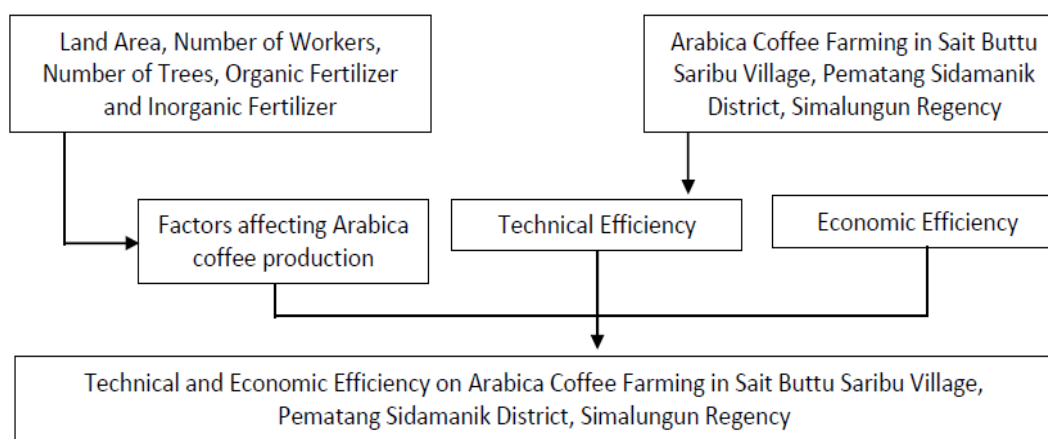 Land Area, Number of Workers,
Number of Trees, Organic Fertilizer
and Inorganic Fertilizer
Arabica Coffee Farming in Sait Buttu
Saribu Village, Pematang Sidamanik
District, Simalungun Regency
Factors affecting Arabica
coffee production
Technical Efficiency
Economic Efficiency
Technical and Economic Efficiency on Arabica Coffee Farming in Sait Buttu Saribu Village,
Pematang Sidamanik District, Simalungun Regency